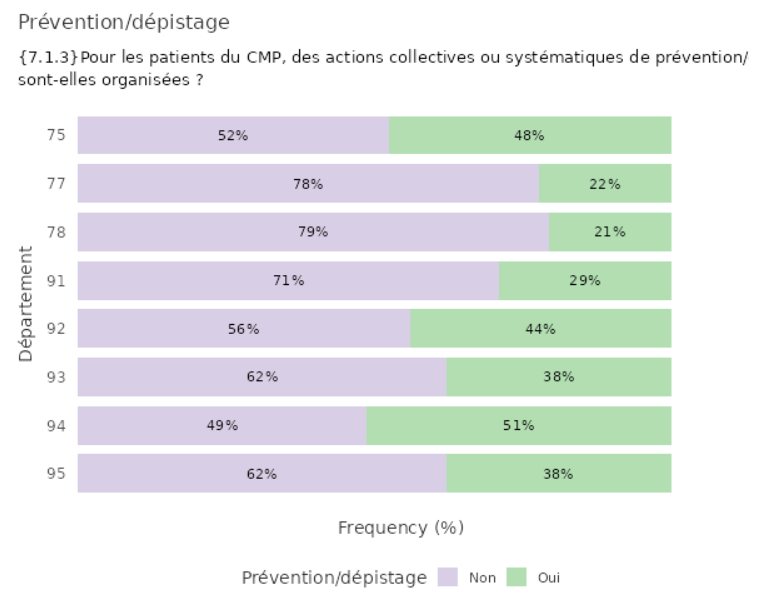 Prévention/dépistage
{7.1.3}Pour les patients du CMP, des actions collectives ou systématiques de prévention/
sont-elles organisées ?
75 52% 48%
77 78% 22%
78 79% 21%
91 71% 29%
92 56% 44%
93 62% 38%
94 49% 51%
95 62% 38%
Département
Frequency (%)
Prévention/dépistage Non Oui